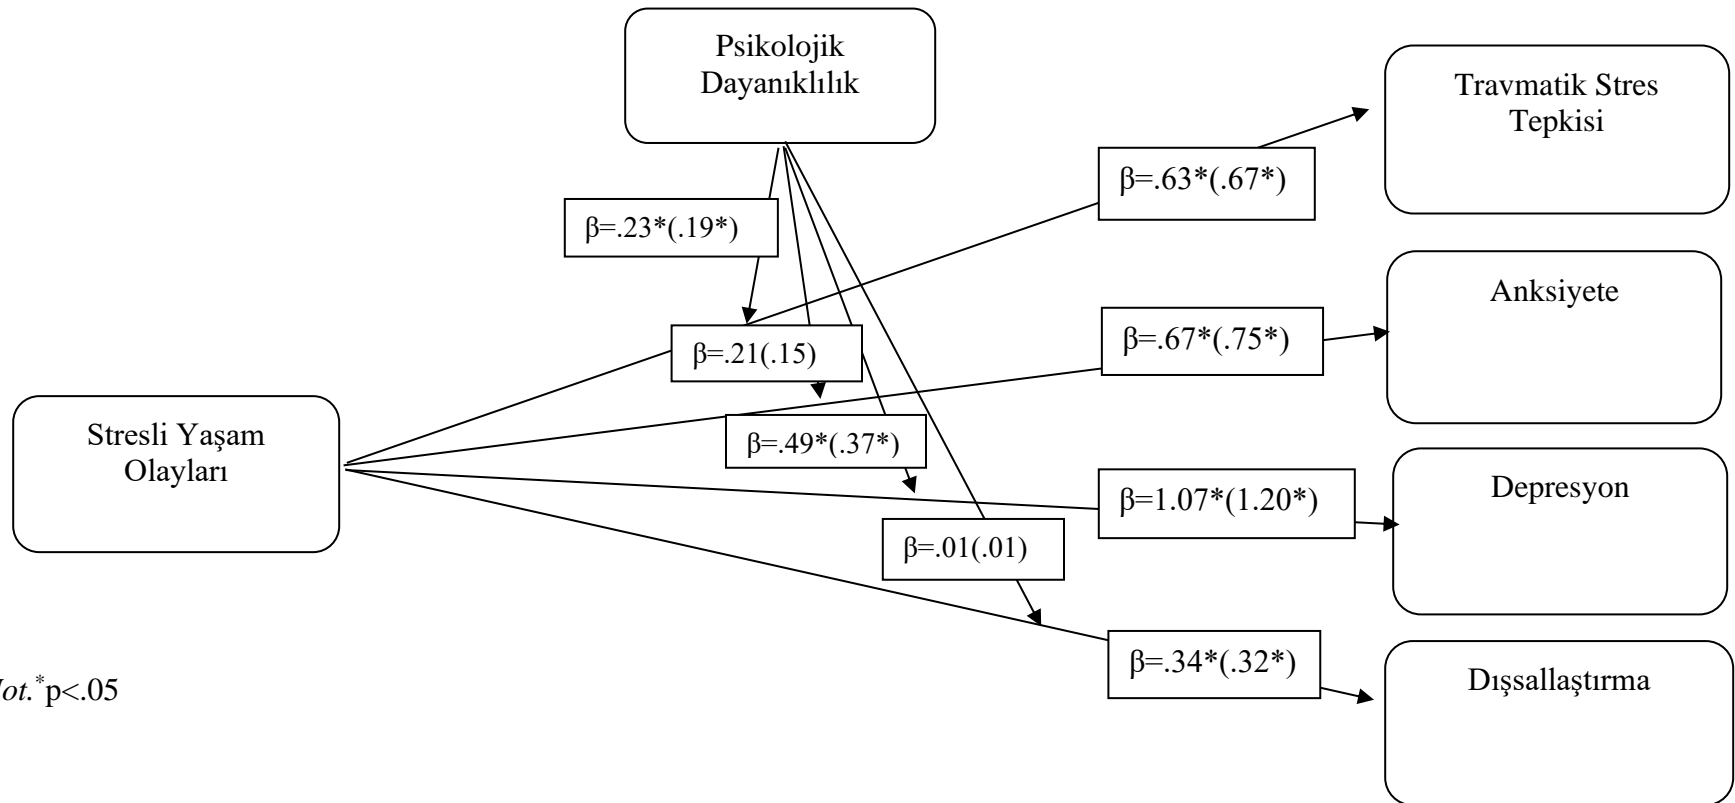 Psikolojik
Dayanıklılık
Travmatik Stres
Tepkisi
β=.63*(.67*)
β=.23*(.19*)
Anksiyete
β=.67*(.75*)
β=.21(.15)
Stresli Yaşam
Olayları
β=.49*(.37*)
Depresyon
β=1.07*(1.20*)
β=.01(.01)
β=.34*(.32*)
Dışsallaştırma
ot.*p<.05